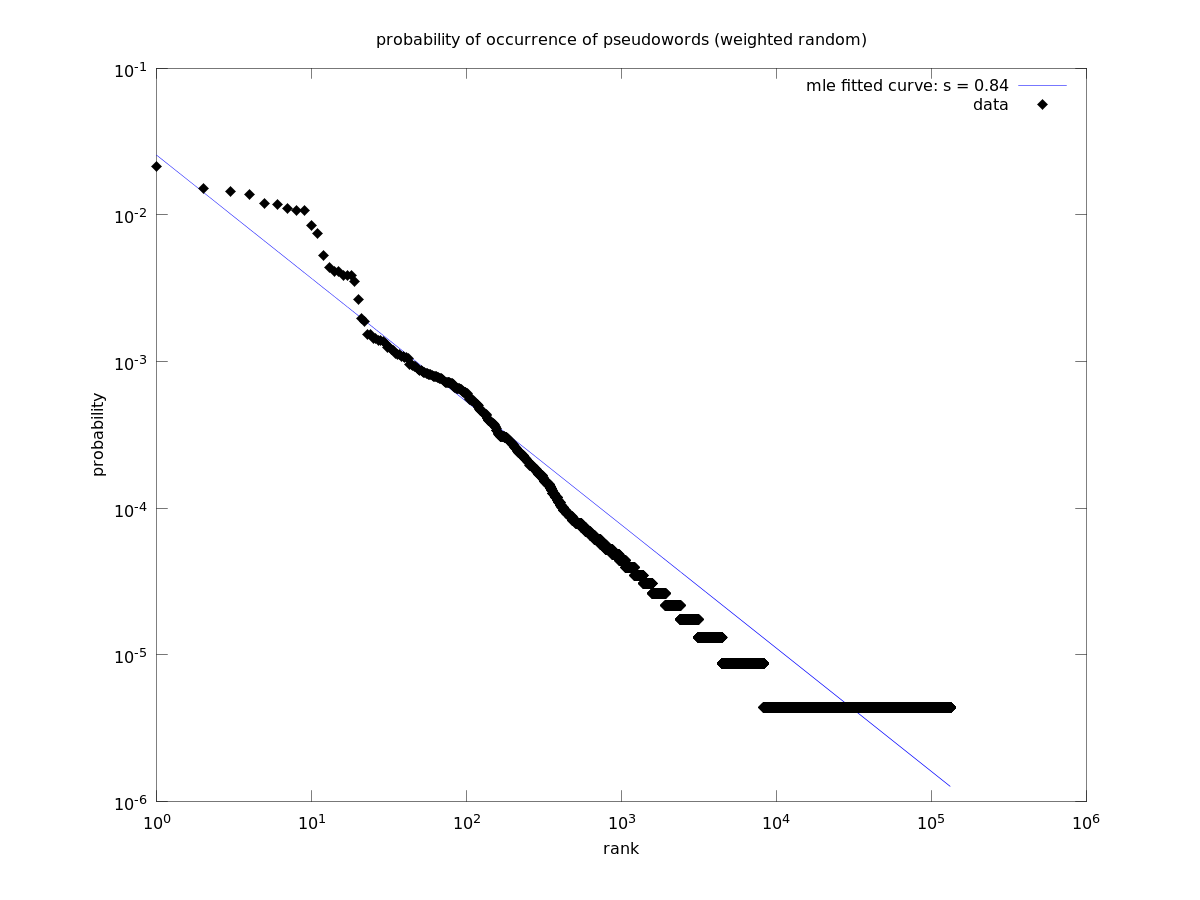 probability of occurrence of pseudowords (weighted random)
mle fitted curve: s = 0.84
data
probability
10^-1
10^-2
10^-3
10^-4
10^-5
10^-6
10^0 10^1 10^2 10^3 10^4 10^5 10^6
rank